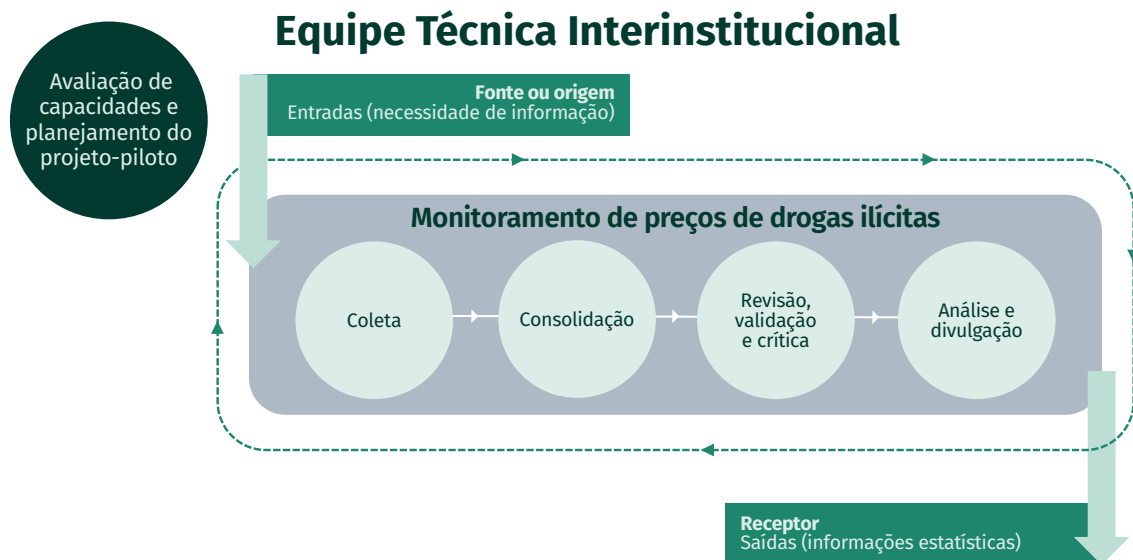 Equipe Técnica Interinstitucional
Avaliação de
capacidades e
planejamento do
projeto-piloto
Fonte ou origem
Entradas (necessidade de informação)
Monitoramento de preços de drogas ilícitas
Coleta
Consolidação
Revisão,
validação
e crítica
Análise e
divulgação
Receptor
Saídas (informações estatísticas)